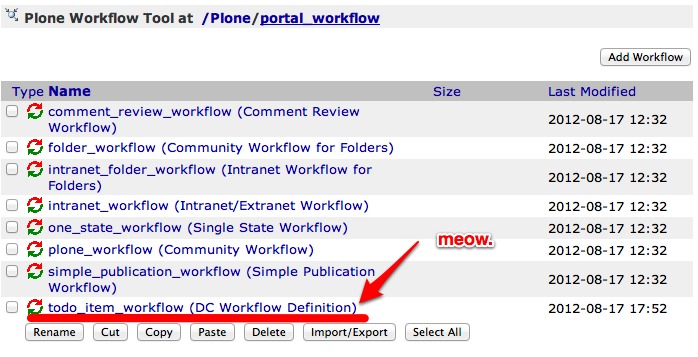 Plone Workflow Tool at /Plone/portal_workflow
Add Workflow
Type Name Size Last Modified
comment_review_workflow (Comment Review
Workflow) 2012-08-17 12:32
folder_workflow (Community Workflow for Folders) 2012-08-17 12:32
intranet_folder_workflow (Intranet Workflow for
Folders) 2012-08-17 12:32
intranet_workflow (Intranet/Extranet Workflow) 2012-08-17 12:32
one_state_workflow (Single State Workflow) 2012-08-17 12:32
meow.
plone_workflow (Community Workflow) 2012-08-17 12:32
simple_publication_workflow (Simple Publication
Workflow) 2012-08-17 12:32
todo_item_workflow (DC Workflow Definition) 2012-08-17 17:52
Rename Cut Copy Paste Delete Import/Export Select All